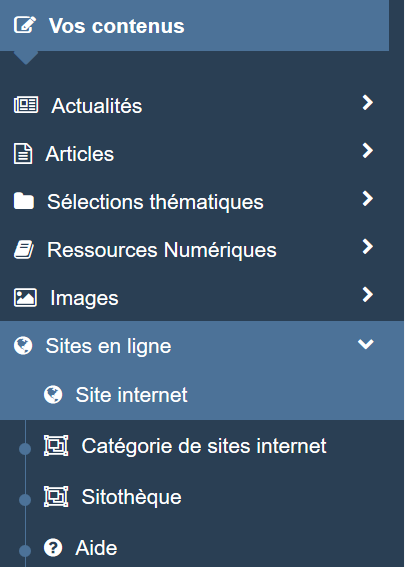 Vos contenus
Actualités
Articles
Sélections thématiques
Ressources Numériques
Images
Sites en ligne
Site internet
Catégorie de sites internet
Sitothèque
Aide